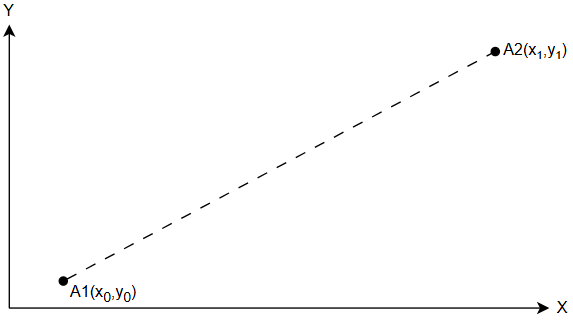 Y
A2(x₁,y₁)
A1(x₀,y₀)
X